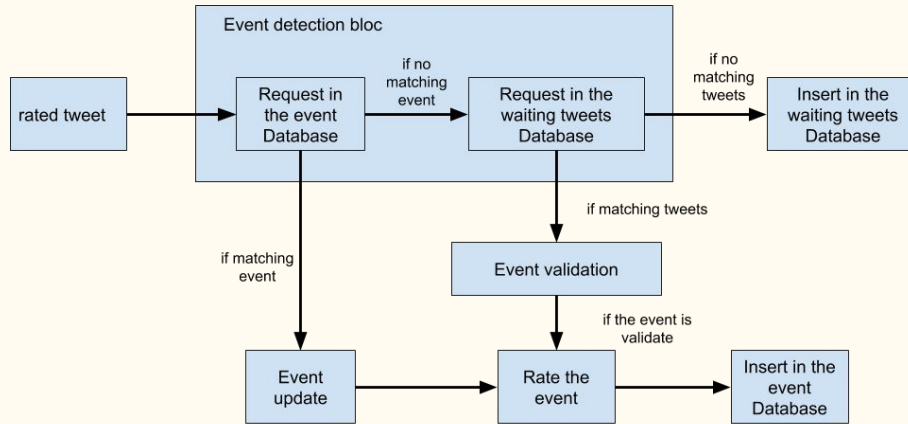 Event detection bloc
rated tweet
Request in
the event
Database
if no
matching
event
Request in the
waiting tweets
Database
if no
matching
tweets
Insert in the
waiting tweets
Database
if matching
event
if matching tweets
Event validation
if the event is
validate
Event
update
Rate the
event
Insert in the
event
Database